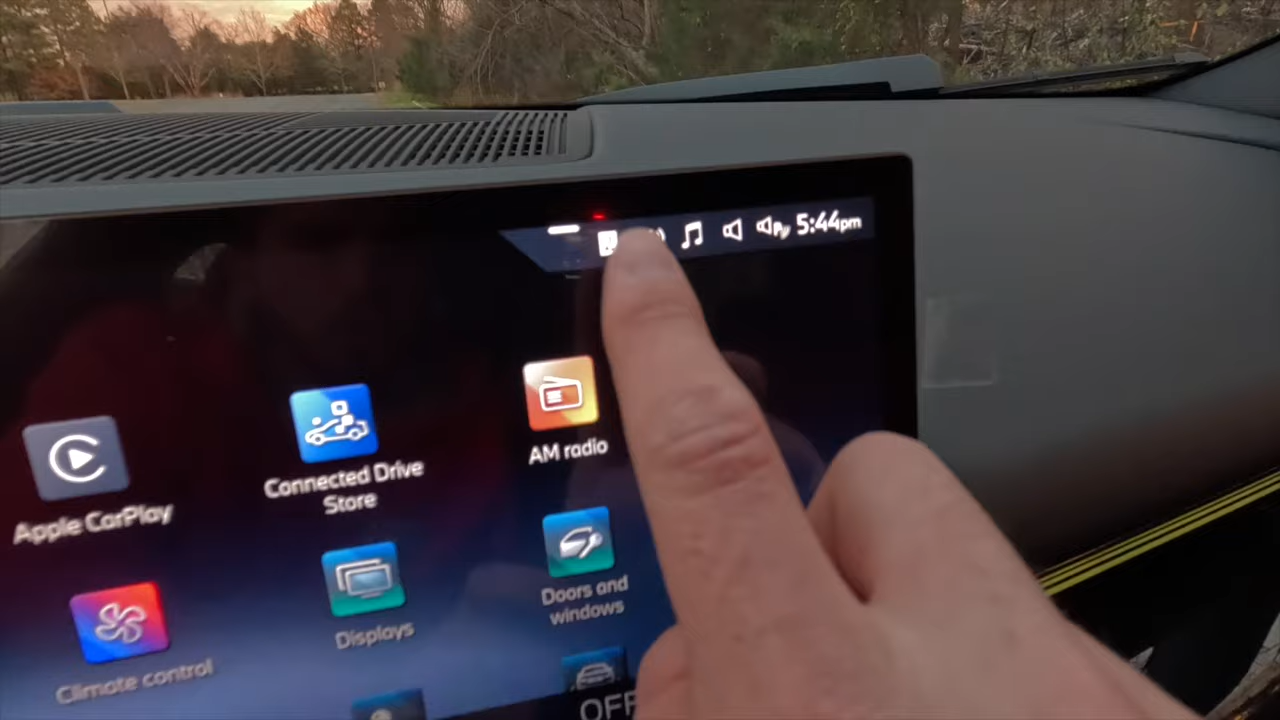 5:44pm
Apple CarPlay
Connected Drive
Store
AM radio
Climate control
Displays
Doors and
windows
OFF